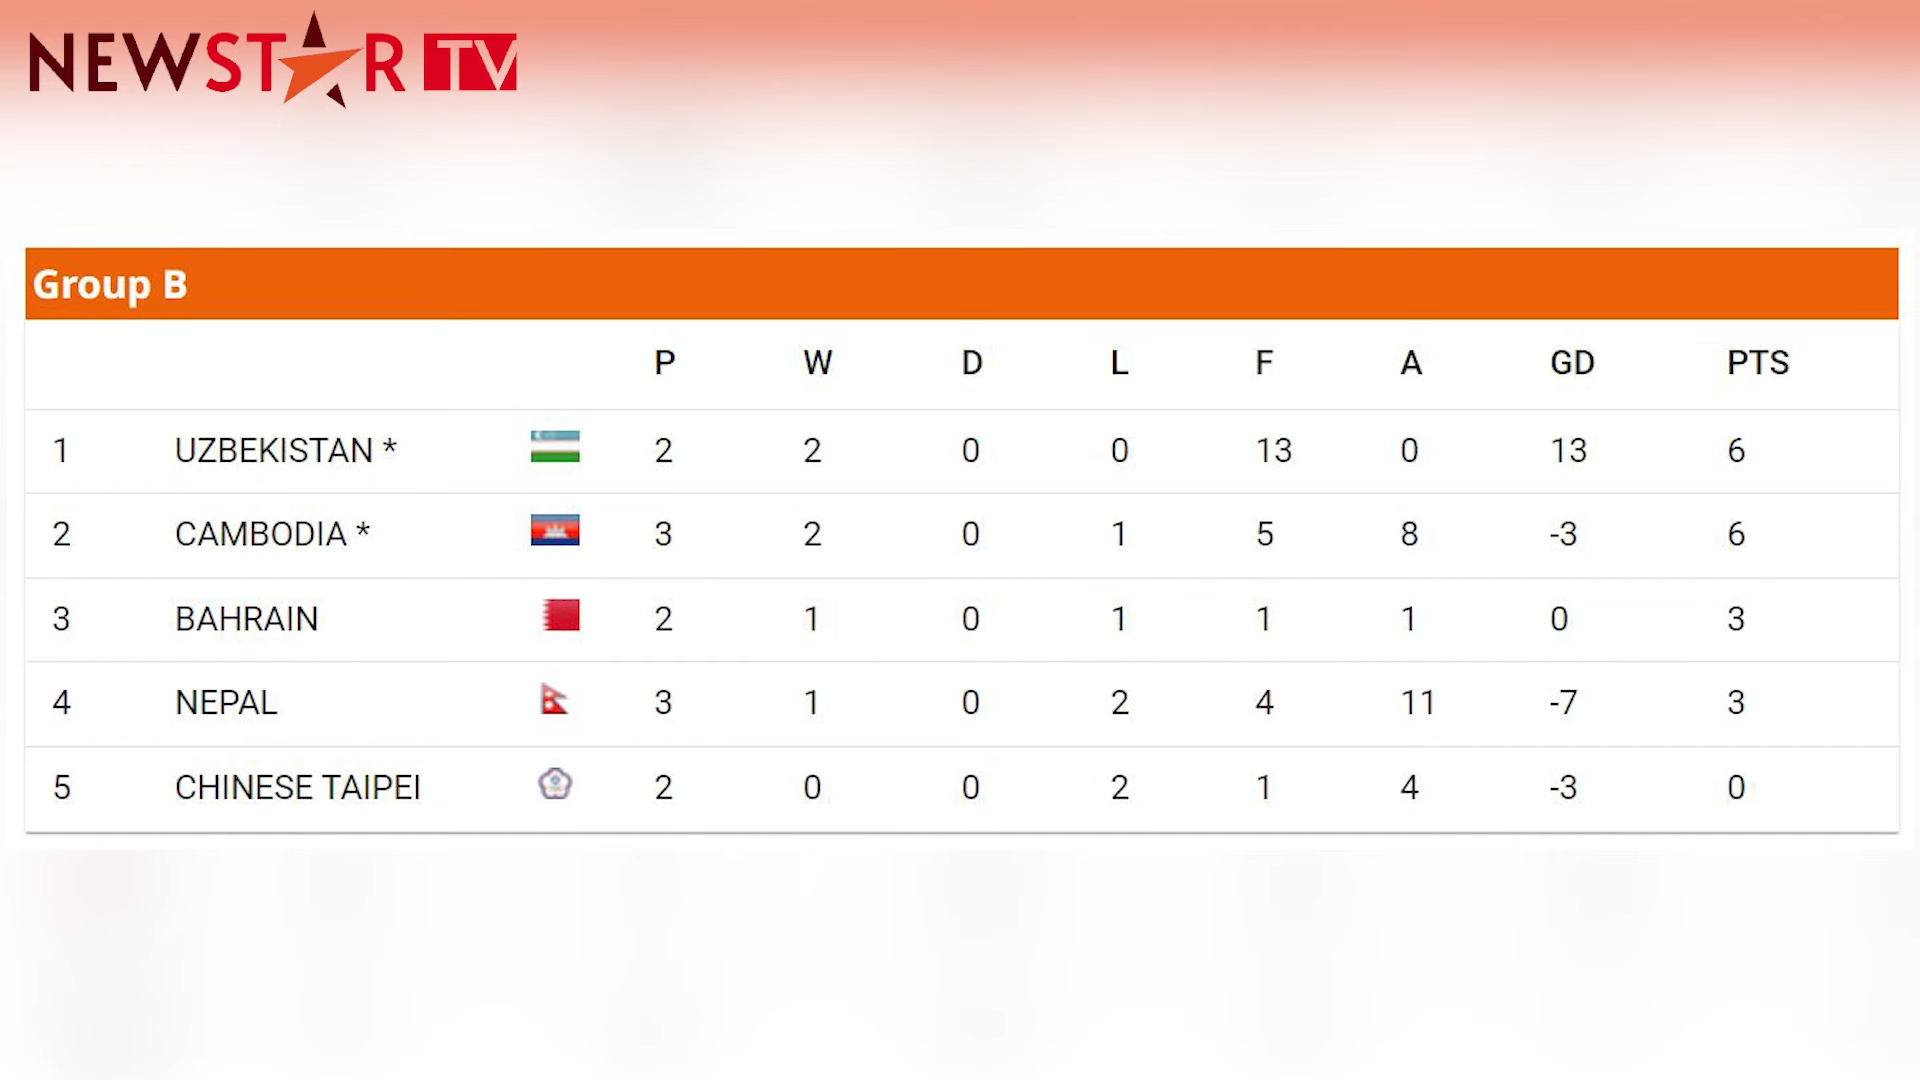 NEWSTAR TV
Group B
P W D L F A GD PTS
1 UZBEKISTAN * 2 2 0 0 13 0 13 6
2 CAMBODIA * 3 2 0 1 5 8 -3 6
3 BAHRAIN 2 1 0 1 1 1 0 3
4 NEPAL 3 1 0 2 4 11 -7 3
5 CHINESE TAIPEI 2 0 0 2 1 4 -3 0